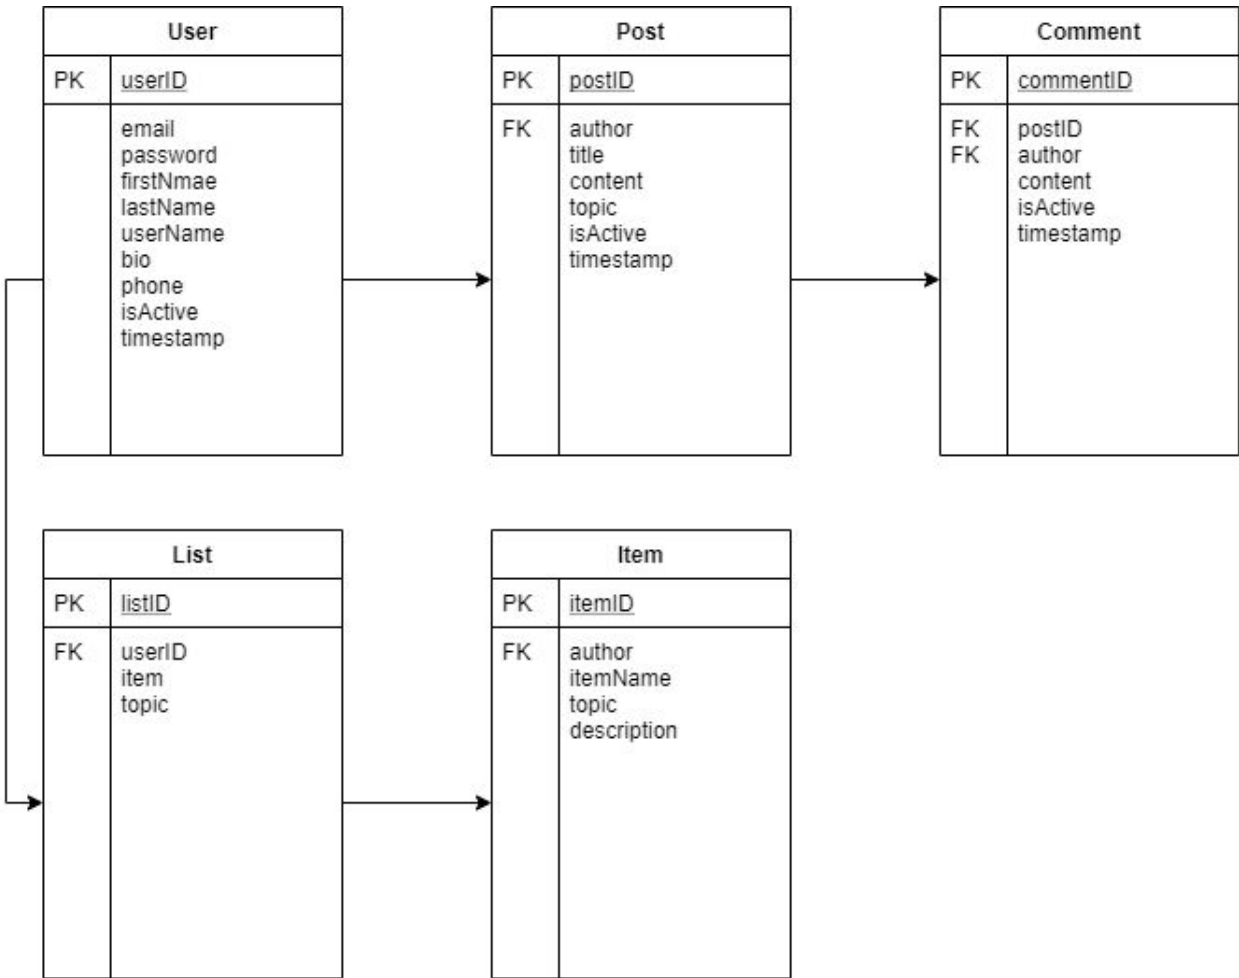 User
PK userID
email
password
firstNmae
lastName
userName
bio
phone
isActive
timestamp
Post
PK postID
FK author
title
content
topic
isActive
timestamp
Comment
PK commentID
FK postID
FK author
content
isActive
timestamp
List
PK listID
FK userID
item
topic
Item
PK itemID
FK author
itemName
topic
description